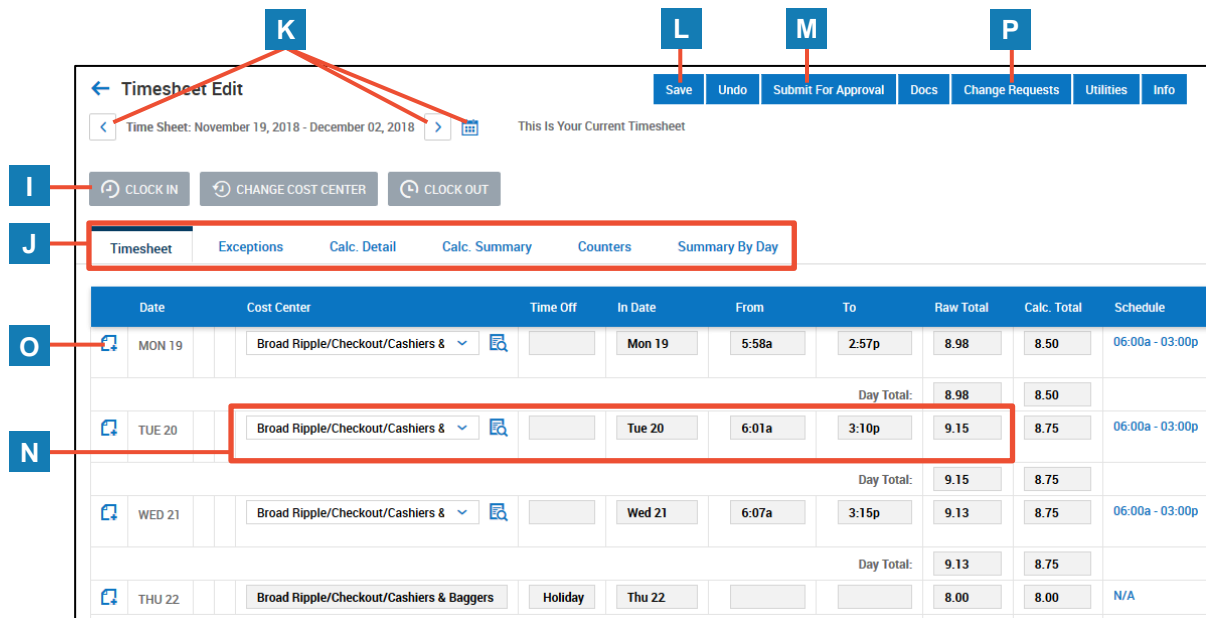 K L M P
Timesheet Edit Save Undo Submit For Approval Docs Change Requests Utilities Info
Time Sheet: November 19, 2018 - December 02, 2018 This Is Your Current Timesheet
I CLOCK IN CHANGE COST CENTER CLOCK OUT
J Timesheet Exceptions Calc. Detail Calc. Summary Counters Summary By Day
Date Cost Center Time Off In Date From To Raw Total Calc. Total Schedule
O MON 19 Broad Ripple/Checkout/Cashiers & Mon 19 5:58a 2:57p 8.98 8.50 06:00a - 03:00p
Day Total: 8.98 8.50
TUE 20 Broad Ripple/Checkout/Cashiers & Tue 20 6:01a 3:10p 9.15 8.75 06:00a - 03:00p
N
Day Total: 9.15 8.75
WED 21 Broad Ripple/Checkout/Cashiers & Wed 21 6:07a 3:15p 9.13 8.75 06:00a - 03:00p
Day Total: 9.13 8.75
THU 22 Broad Ripple/Checkout/Cashiers & Baggers Holiday Thu 22 8.00 8.00 N/A